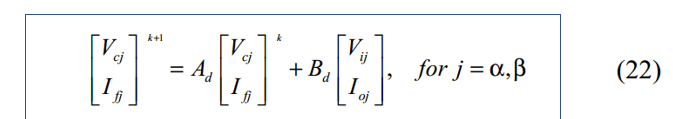 [V_cj I_fj]^{k+1} = A_d [V_cj I_fj]^k + B_d [V_ij I_oj], for j = α,β (22)